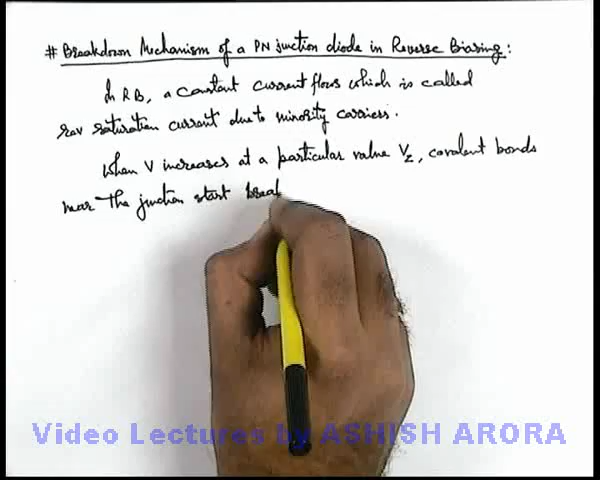 # Breakdown Mechanism of a PN junction diode in Reverse Biasing :
In RB, a constant current flows which is called
rev saturation current due to minority carriers.
When V increases at a particular value Vz, covalent bonds
near the junction start break
Video Lectures by ASHISH ARORA